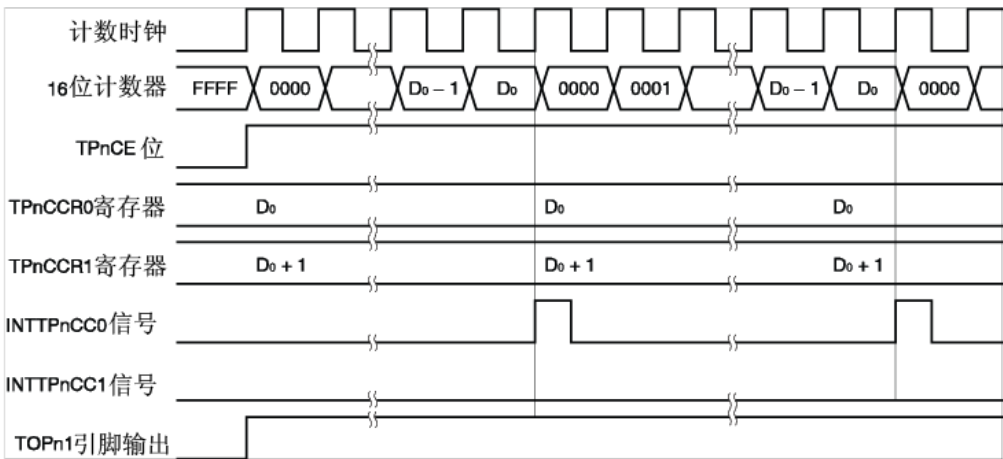 计数时钟
16位计数器 FFFF 0000 D₀ – 1 D₀ 0000 0001 D₀ – 1 D₀ 0000
TPnCE 位
TPnCCR0寄存器 D₀ D₀ D₀
TPnCCR1寄存器 D₀ + 1 D₀ + 1 D₀ + 1
INTTPnCC0信号
INTTPnCC1信号
TOPn1引脚输出